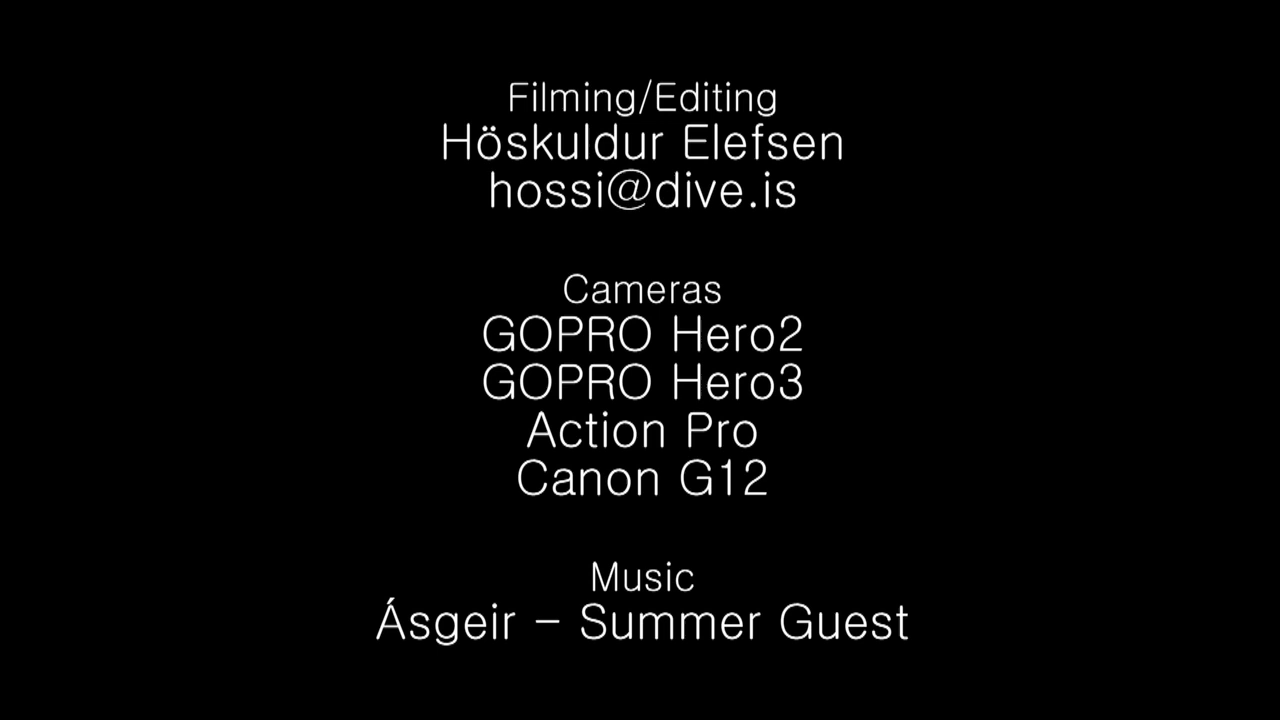 Filming/Editing
Höskuldur Elefsen
hossi@dive.is
Cameras
GOPRO Hero2
GOPRO Hero3
Action Pro
Canon G12
Music
Ásgeir – Summer Guest